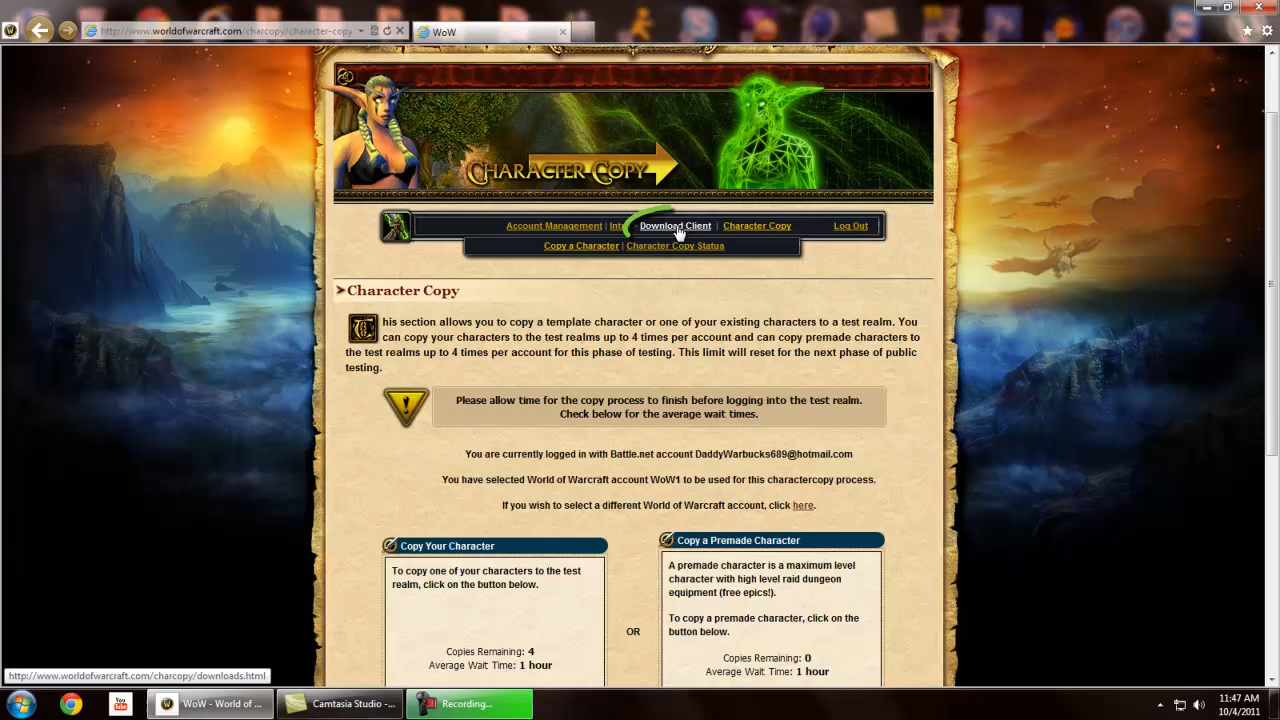 http://www.worldofwarcraft.com/charcopy/character-copy
WoW
CHARACTER COPY
Account Management | Int
Download Client | Character Copy
Log Out
Copy a Character | Character Copy Status
Character Copy
This section allows you to copy a template character or one of your existing characters to a test realm. You
can copy your characters to the test realms up to 4 times per account and can copy premade characters to
the test realms up to 4 times per account for this phase of testing. This limit will reset for the next phase of public
testing.
Please allow time for the copy process to finish before logging into the test realm.
Check below for the average wait times.
You are currently logged in with Battle.net account DaddyWarbucks689@hotmail.com
You have selected World of Warcraft account WoW1 to be used for this charactercopy process.
If you wish to select a different World of Warcraft account, click here.
Copy Your Character
To copy one of your characters to the test
realm, click on the button below.
Copies Remaining: 4
Average Wait Time: 1 hour
OR
Copy a Premade Character
A premade character is a maximum level
character with high level raid dungeon
equipment (free epics!).
To copy a premade character, click on the
button below.
Copies Remaining: 0
Average Wait Time: 1 hour
http://www.worldofwarcraft.com/charcopy/downloads.html
You
Tube
WoW - World of ...
Camtasia Studio -...
Recording...
11:47 AM
10/4/2011